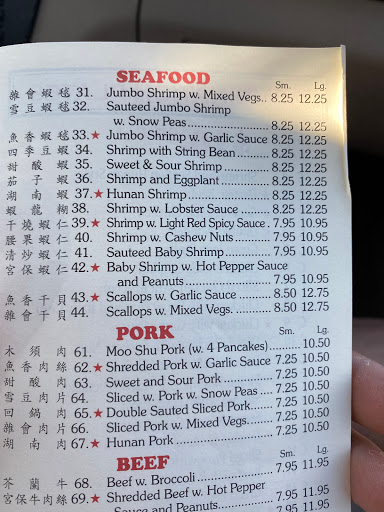 SEAFOOD
Sm. Lg.
雜會蝦毬 31. Jumbo Shrimp w. Mixed Vegs.. 8.25 12.25
雪豆蝦毬 32. Sauteed Jumbo Shrimp
w. Snow Peas........................ 8.25 12.25
魚香蝦毬 33.★ Jumbo Shrimp w. Garlic Sauce 8.25 12.25
四季豆蝦 34. Shrimp with String Bean.......... 8.25 12.25
甜酸蝦 35. Sweet & Sour Shrimp.............. 8.25 12.25
茄子蝦 36. Shrimp and Eggplant.............. 8.25 12.25
湖南蝦 37.★ Hunan Shrimp........................ 8.25 12.25
蝦龍糊 38. Shrimp w. Lobster Sauce ........ 8.25 12.25
干燒蝦仁 39.★ Shrimp w. Light Red Spicy Sauce . 7.95 10.95
腰果蝦仁 40. Shrimp w. Cashew Nuts.......... 7.95 10.95
清炒蝦仁 41. Sauteed Baby Shrimp.............. 7.95 10.95
宮保蝦仁 42.★ Baby Shrimp w. Hot Pepper Sauce
and Peanuts........................ 7.95 10.95
魚香干貝 43.★ Scallops w. Garlic Sauce ........ 8.50 12.75
雜會干貝 44. Scallops w. Mixed Vegs. .......... 8.50 12.75
PORK
Sm. Lg.
木須肉 61. Moo Shu Pork (w. 4 Pancakes).......... 10.50
魚香肉絲 62.★ Shredded Pork w. Garlic Sauce 7.25 10.50
甜酸肉 63. Sweet and Sour Pork .............. 7.25 10.50
雪豆肉片 64. Sliced w. Pork w. Snow Peas .... 7.25 10.50
回鍋肉 65.★ Double Sauted Sliced Pork........ 7.25 10.50
雜會肉片 66. Sliced Pork w. Mixed Vegs........ 7.25 10.50
湖南肉 67.★ Hunan Pork .......................... 7.25 10.50
BEEF
Sm. Lg.
芥蘭牛 68. Beef w. Broccoli.................... 7.95 11.95
宮保牛肉絲 69.★ Shredded Beef w. Hot Pepper
Sauce and Peanuts.............. 7.95 11.95